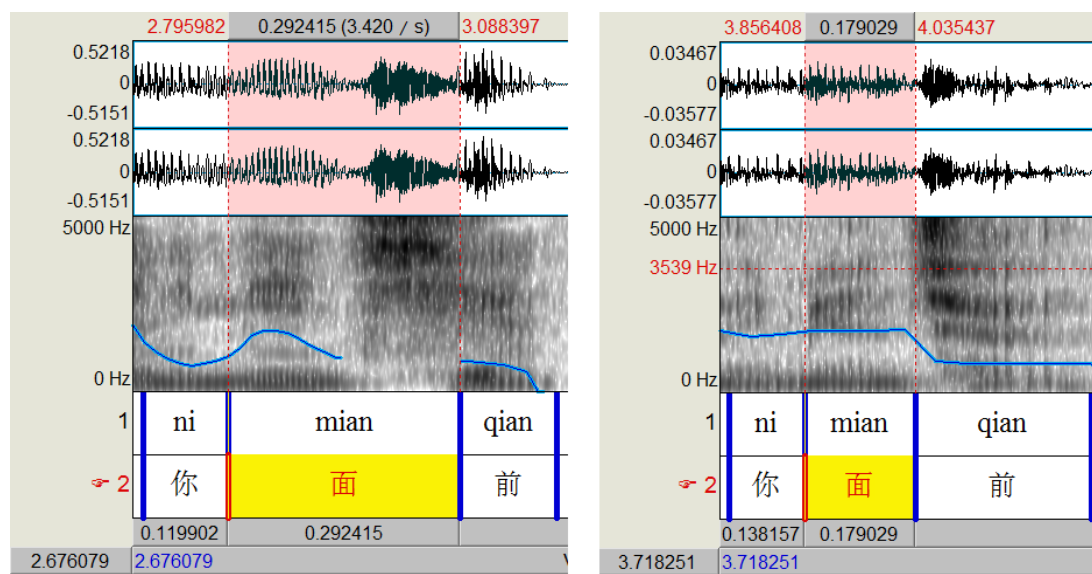 2.795982 0.292415 (3.420 / s) 3.088397
0.5218
0
-0.5151
0.5218
0
-0.5151
5000 Hz
0 Hz
1 ni mian qian
☞ 2 你 面 前
0.119902 0.292415
2.676079 2.676079
3.856408 0.179029 4.035437
0.03467
0
-0.03577
0.03467
0
-0.03577
5000 Hz
3539 Hz
0 Hz
1 ni mian qian
☞ 2 你 面 前
0.138157 0.179029
3.718251 3.718251